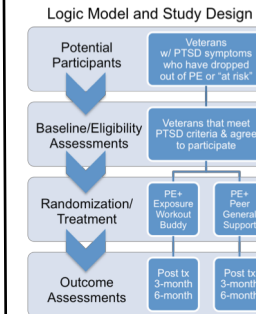 Logic Model and Study Design
Potential
Participants
Veterans
w/ PTSD symptoms
who have dropped
out of PE or "at risk"
Baseline/Eligibility
Assessments
Veterans that meet
PTSD criteria & agree
to participate
Randomization/
Treatment
PE+
Exposure
Workout
Buddy
PE+
Peer
General
Support
Outcome
Assessments
Post tx
3-month
6-month
Post tx
3-month
6-month